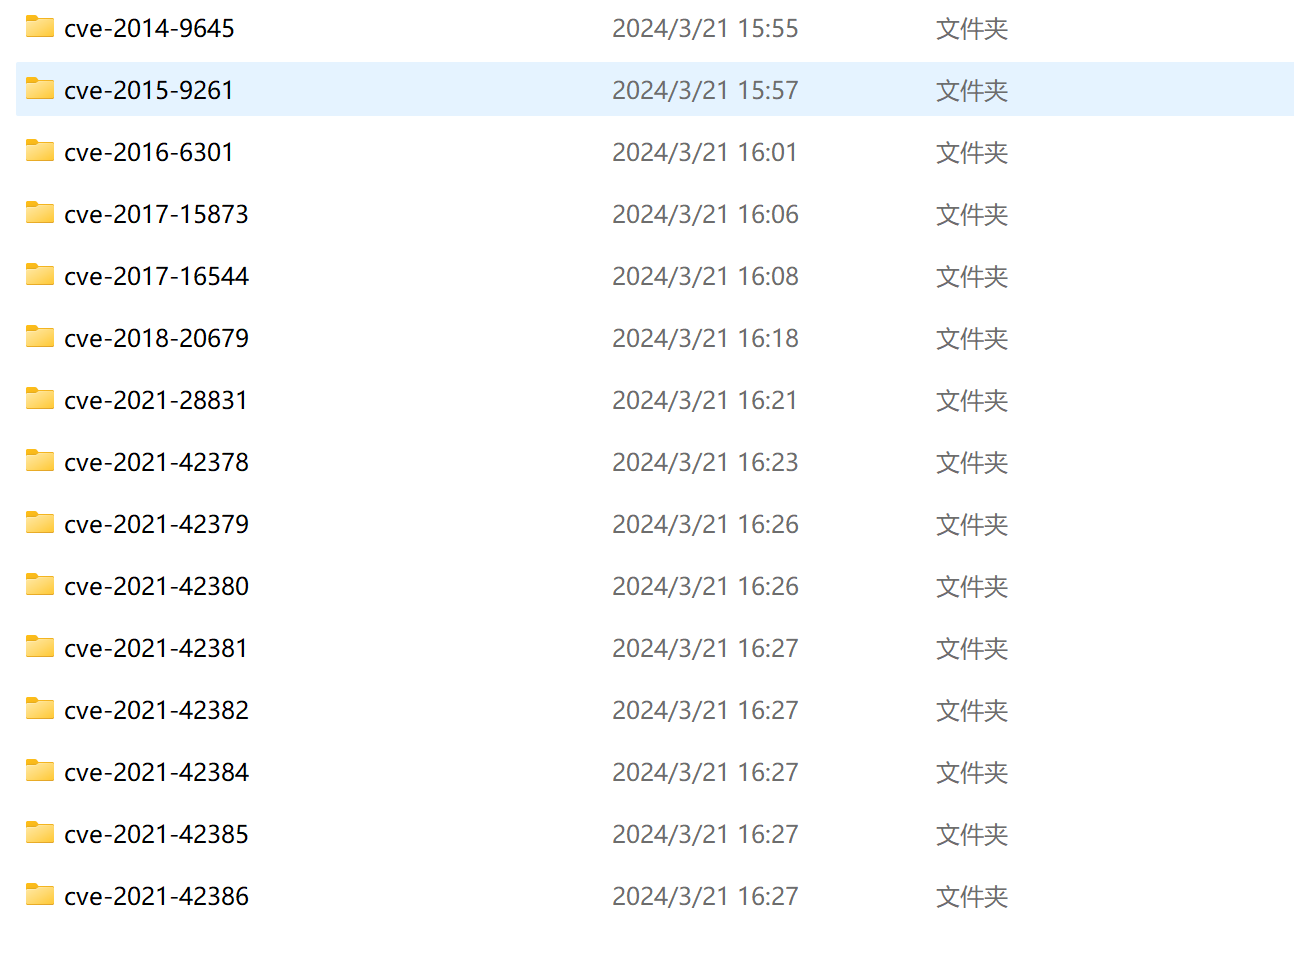 cve-2014-9645 2024/3/21 15:55 文件夹
cve-2015-9261 2024/3/21 15:57 文件夹
cve-2016-6301 2024/3/21 16:01 文件夹
cve-2017-15873 2024/3/21 16:06 文件夹
cve-2017-16544 2024/3/21 16:08 文件夹
cve-2018-20679 2024/3/21 16:18 文件夹
cve-2021-28831 2024/3/21 16:21 文件夹
cve-2021-42378 2024/3/21 16:23 文件夹
cve-2021-42379 2024/3/21 16:26 文件夹
cve-2021-42380 2024/3/21 16:26 文件夹
cve-2021-42381 2024/3/21 16:27 文件夹
cve-2021-42382 2024/3/21 16:27 文件夹
cve-2021-42384 2024/3/21 16:27 文件夹
cve-2021-42385 2024/3/21 16:27 文件夹
cve-2021-42386 2024/3/21 16:27 文件夹